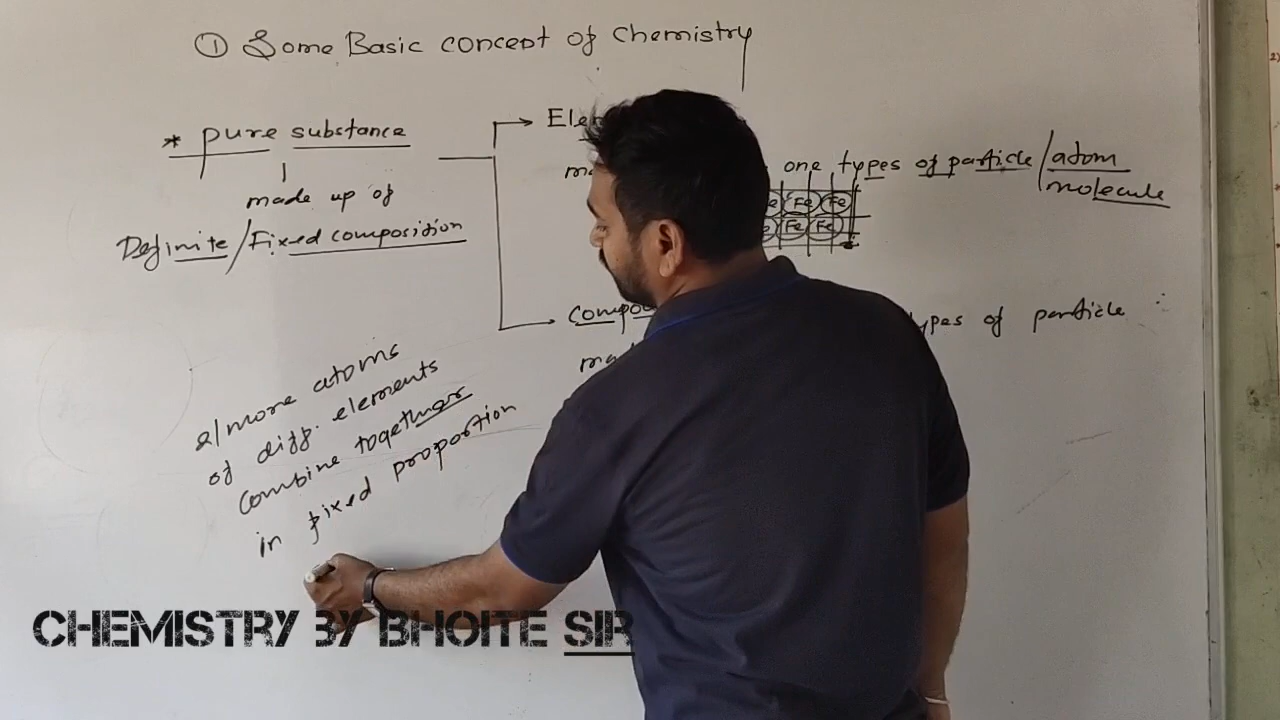 ① Some Basic concept of Chemistry
* pure substance
made up of
Definite/Fixed composition
one types of particle/atom
molecule
Fe Fe
Fe Fe
types of particle
2/more atoms
of diff. elements
combine together
in fixed proportion
CHEMISTRY BY BHOITE SIR